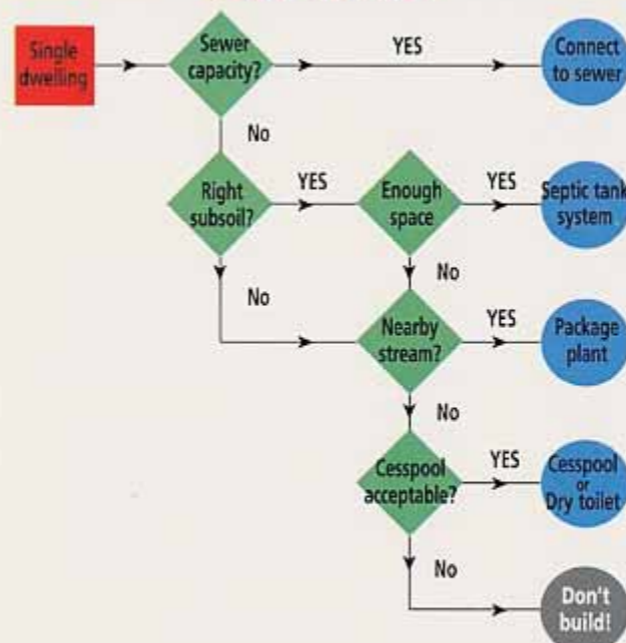 Single
dwelling
Sewer
capacity?
YES
Connect
to sewer
No
Right
subsoil?
YES
Enough
space
YES
Septic tank
system
No
No
Nearby
stream?
YES
Package
plant
No
Cesspool
acceptable?
YES
Cesspool
or
Dry toilet
No
Don't
build!